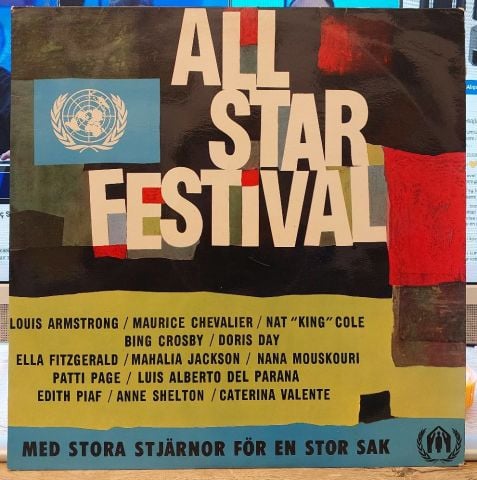 ALL
STAR
FESTIVAL
LOUIS ARMSTRONG / MAURICE CHEVALIER / NAT "KING" COLE
BING CROSBY / DORIS DAY
ELLA FITZGERALD / MAHALIA JACKSON / NANA MOUSKOURI
PATTI PAGE / LUIS ALBERTO DEL PARANA
EDITH PIAF / ANNE SHELTON / CATERINA VALENTE
MED STORA STJÄRNOR FÖR EN STOR SAK